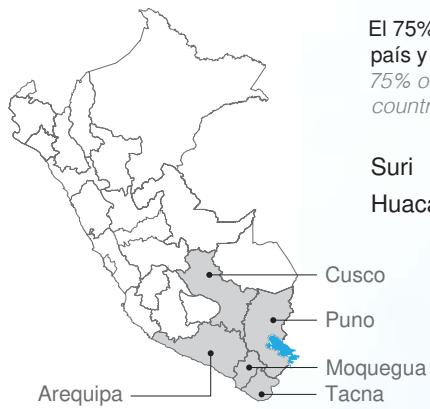 El 75%
país y
75% o
countr
Suri
Huaca
Cusco
Puno
Moquegua
Arequipa
Tacna